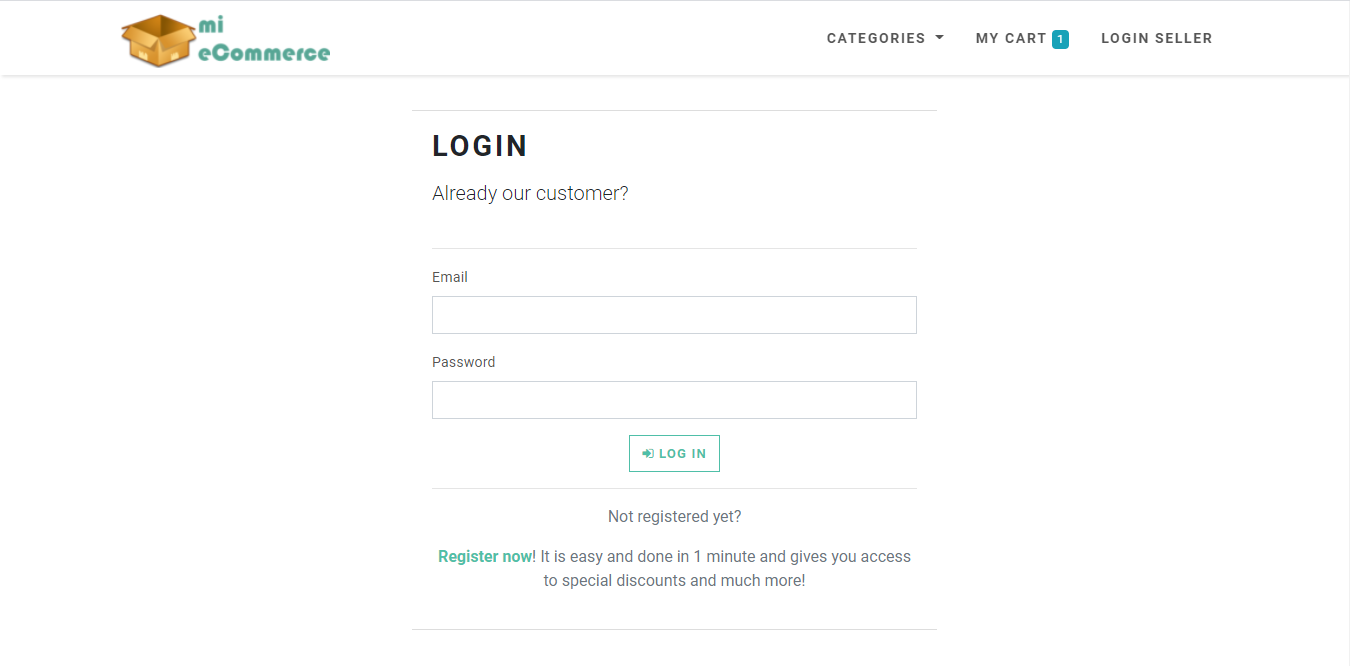 mi
eCommerce
CATEGORIES
MY CART 1
LOGIN SELLER
LOGIN
Already our customer?
Email
Password
LOG IN
Not registered yet?
Register now! It is easy and done in 1 minute and gives you access
to special discounts and much more!